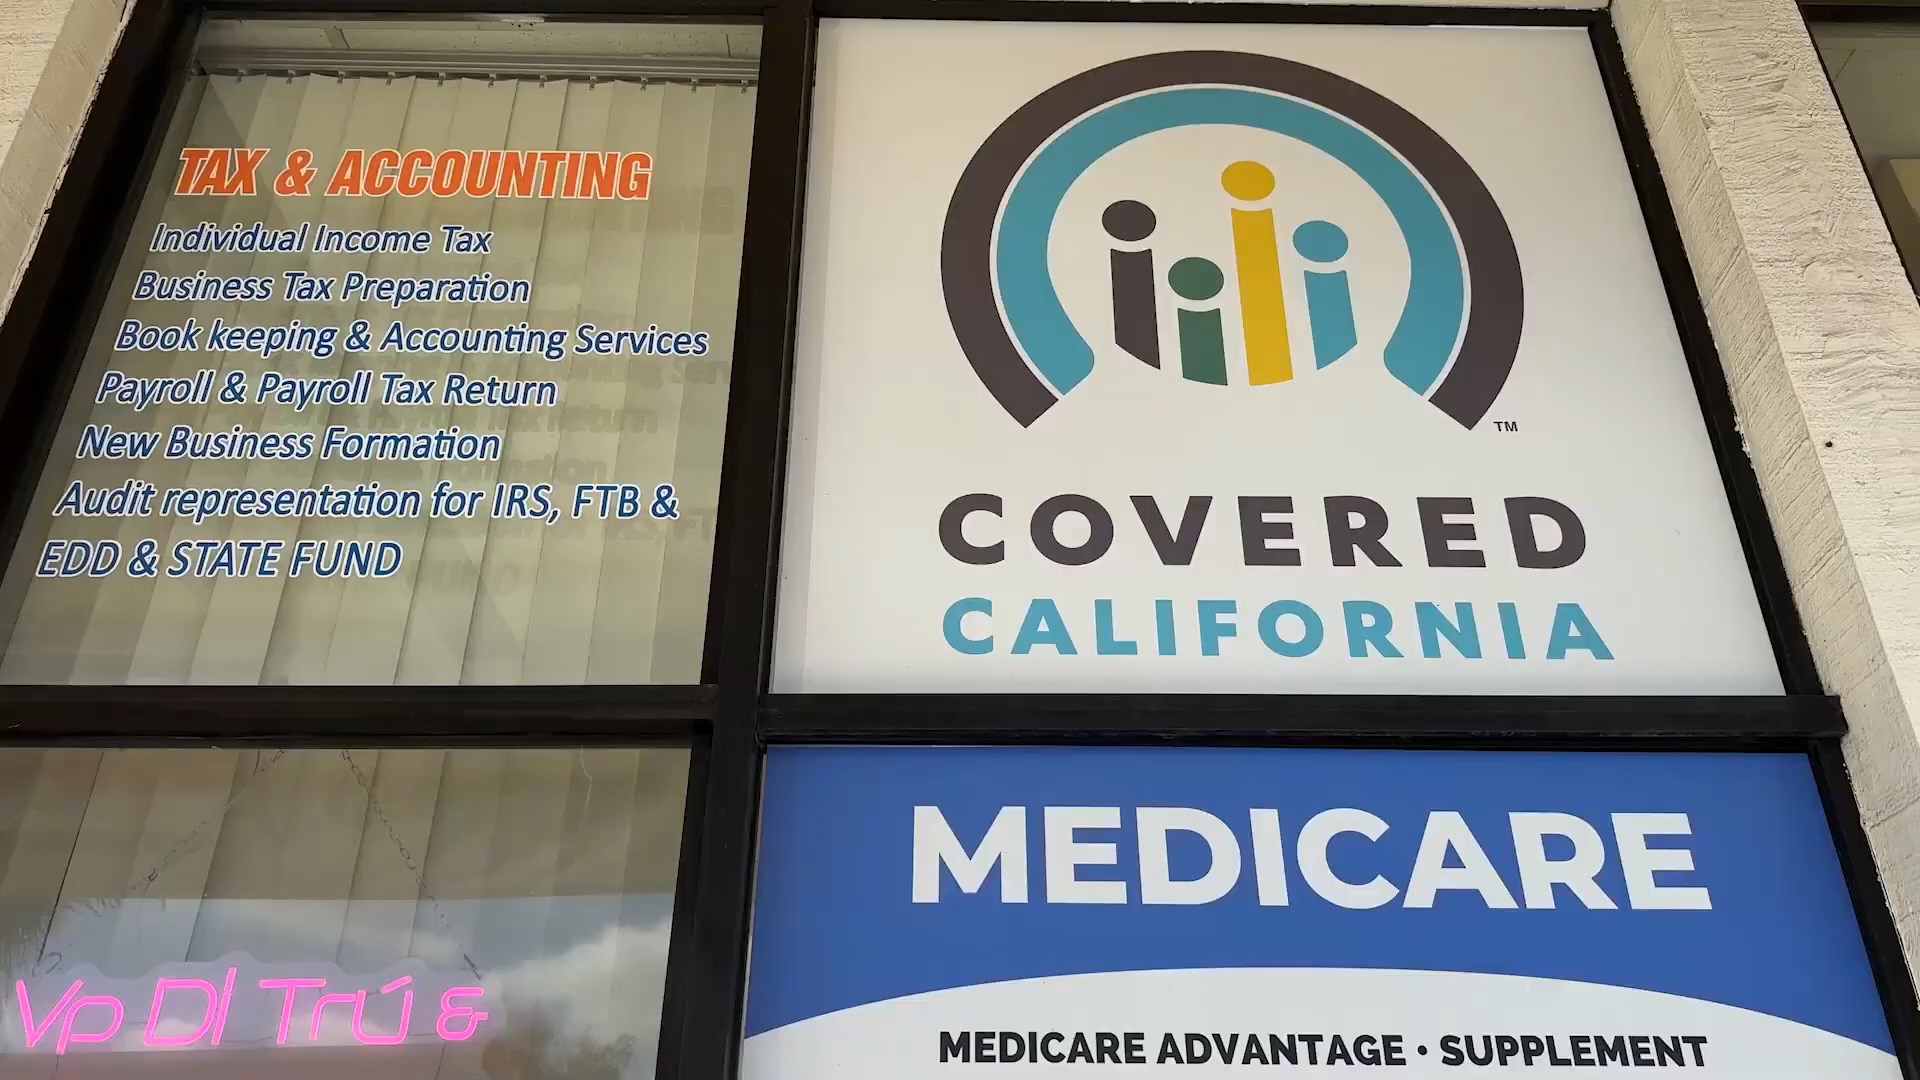 TAX & ACCOUNTING
Individual Income Tax
Business Tax Preparation
Book keeping & Accounting Services
Payroll & Payroll Tax Return
New Business Formation
Audit representation for IRS, FTB &
EDD & STATE FUND
Vp DI Trú &
TM
COVERED
CALIFORNIA
MEDICARE
MEDICARE ADVANTAGE • SUPPLEMENT